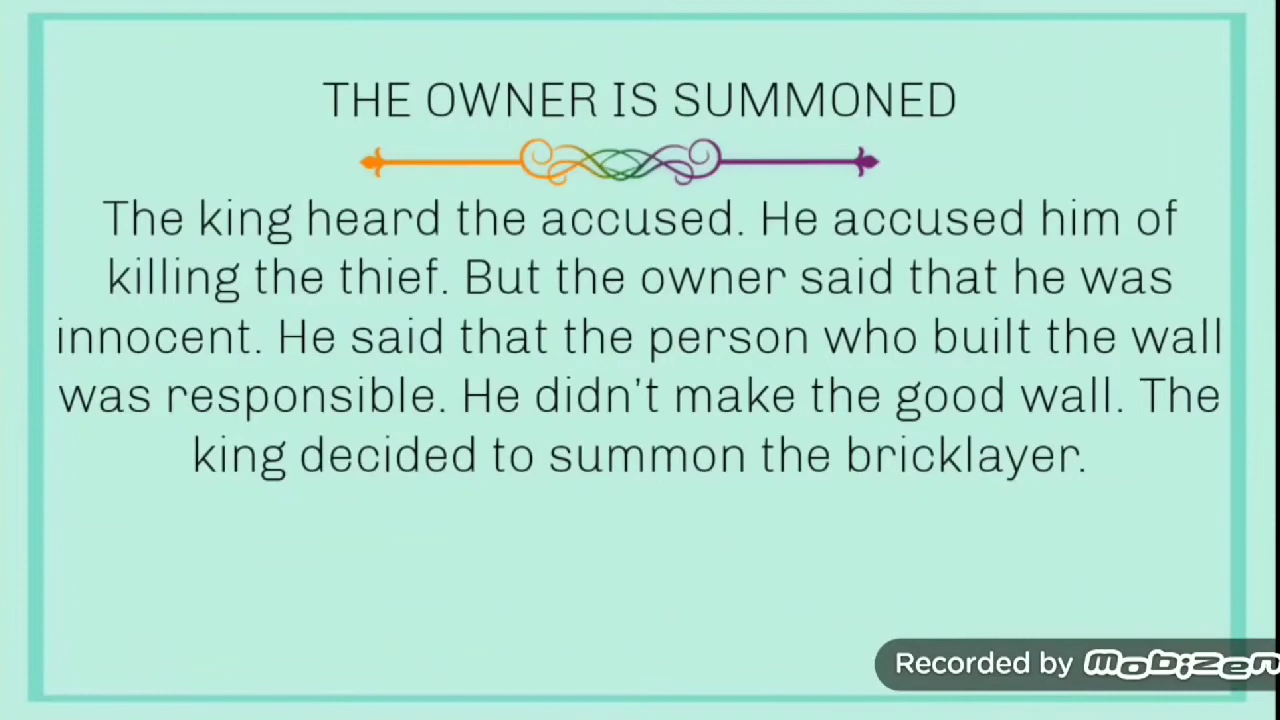 THE OWNER IS SUMMONED
The king heard the accused. He accused him of
killing the thief. But the owner said that he was
innocent. He said that the person who built the wall
was responsible. He didn't make the good wall. The
king decided to summon the bricklayer.
Recorded by Mobizen